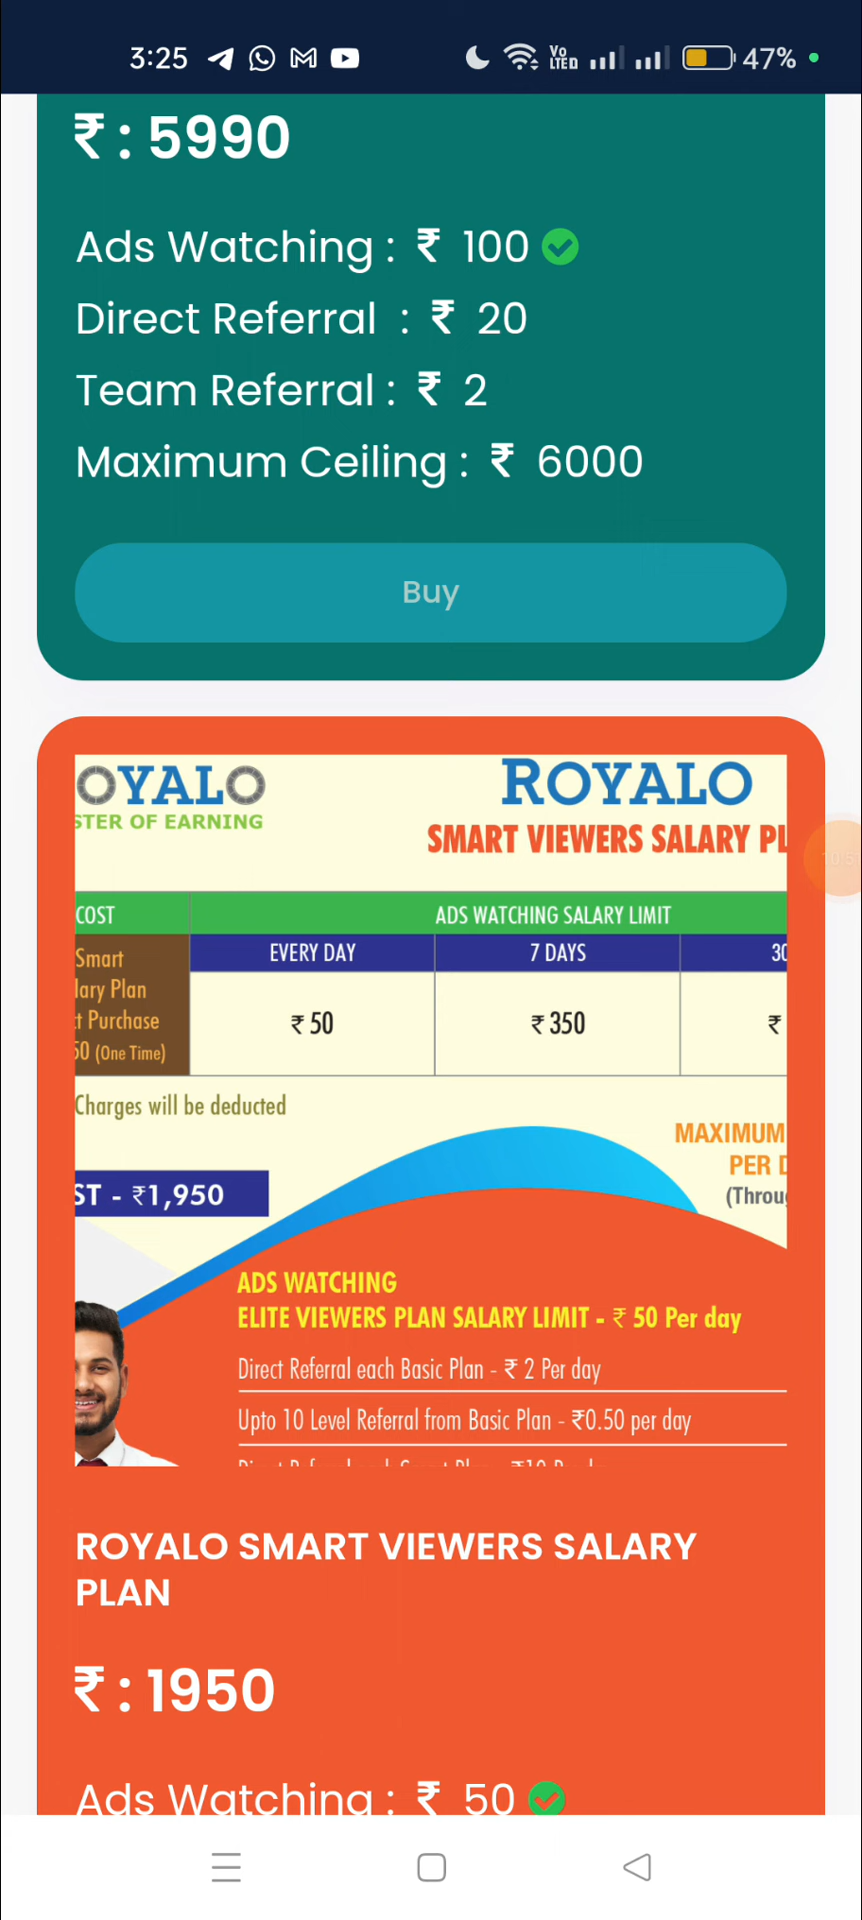 3:25 VoLTED 47%
₹ : 5990
Ads Watching : ₹ 100
Direct Referral : ₹ 20
Team Referral : ₹ 2
Maximum Ceiling : ₹ 6000
Buy
OYALO ROYALO
STER OF EARNING
SMART VIEWERS SALARY PL
COST ADS WATCHING SALARY LIMIT
Smart EVERY DAY 7 DAYS 30
lary Plan
t Purchase ₹ 50 ₹ 350 ₹
50 (One Time)
Charges will be deducted
MAXIMUM
PER D
ST - ₹1,950 (Throu
ADS WATCHING
ELITE VIEWERS PLAN SALARY LIMIT - ₹ 50 Per day
Direct Referral each Basic Plan - ₹ 2 Per day
Upto 10 Level Referral from Basic Plan - ₹0.50 per day
ROYALO SMART VIEWERS SALARY
PLAN
₹ : 1950
Ads Watching : ₹ 50